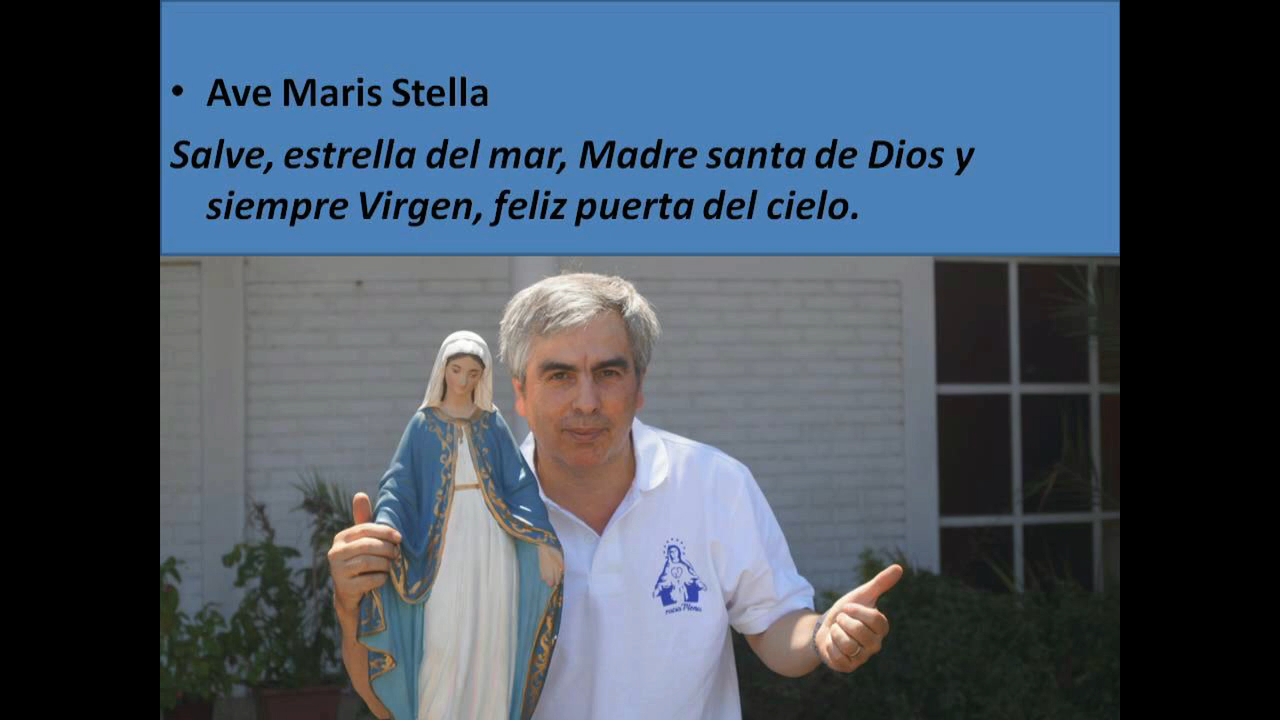 • Ave Maris Stella
Salve, estrella del mar, Madre santa de Dios y
siempre Virgen, feliz puerta del cielo.